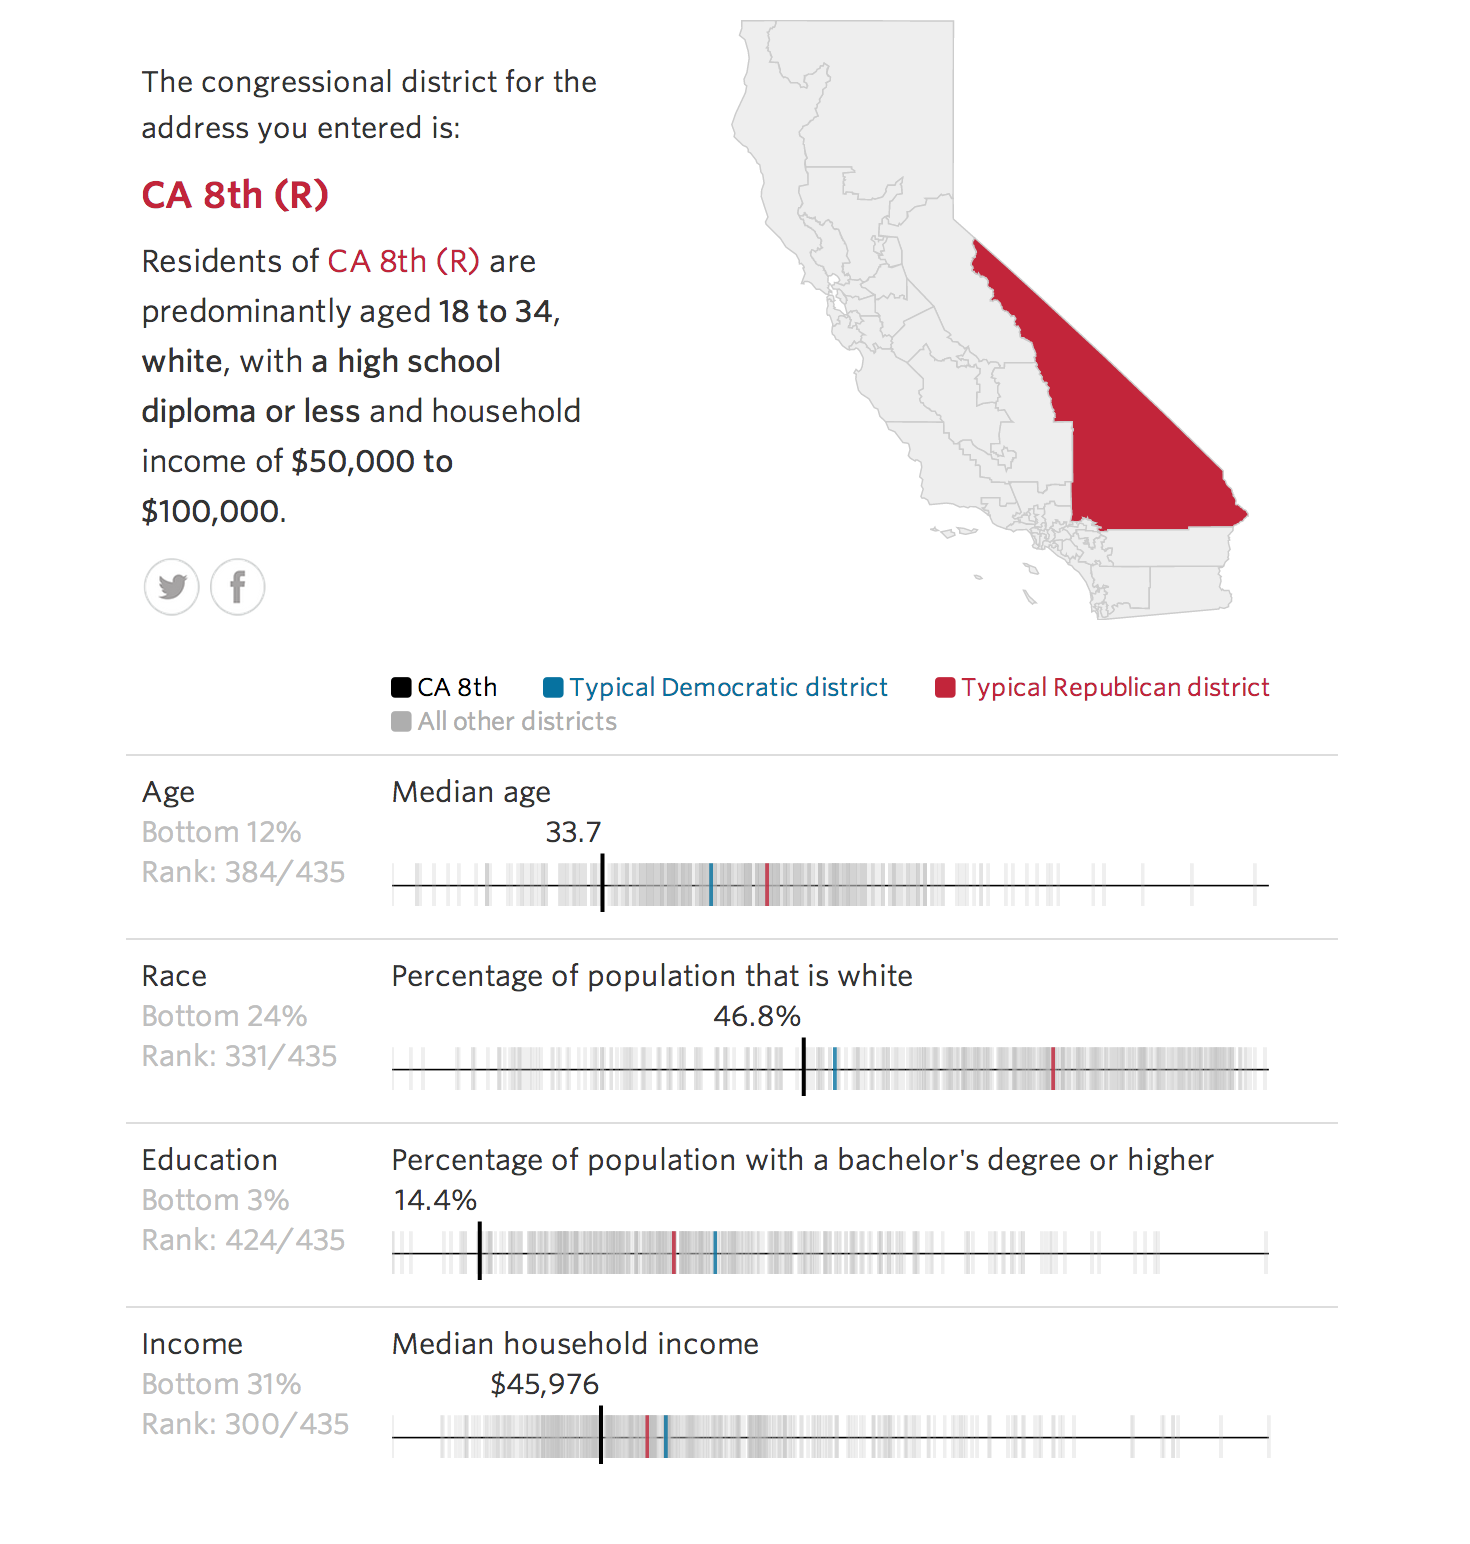 The congressional district for the
address you entered is:
CA 8th (R)
Residents of CA 8th (R) are
predominantly aged 18 to 34,
white, with a high school
diploma or less and household
income of $50,000 to
$100,000.
CA 8th
Typical Democratic district
Typical Republican district
All other districts
Age
Bottom 12%
Rank: 384/435
Median age
33.7
Race
Bottom 24%
Rank: 331/435
Percentage of population that is white
46.8%
Education
Bottom 3%
Rank: 424/435
Percentage of population with a bachelor's degree or higher
14.4%
Income
Bottom 31%
Rank: 300/435
Median household income
$45,976